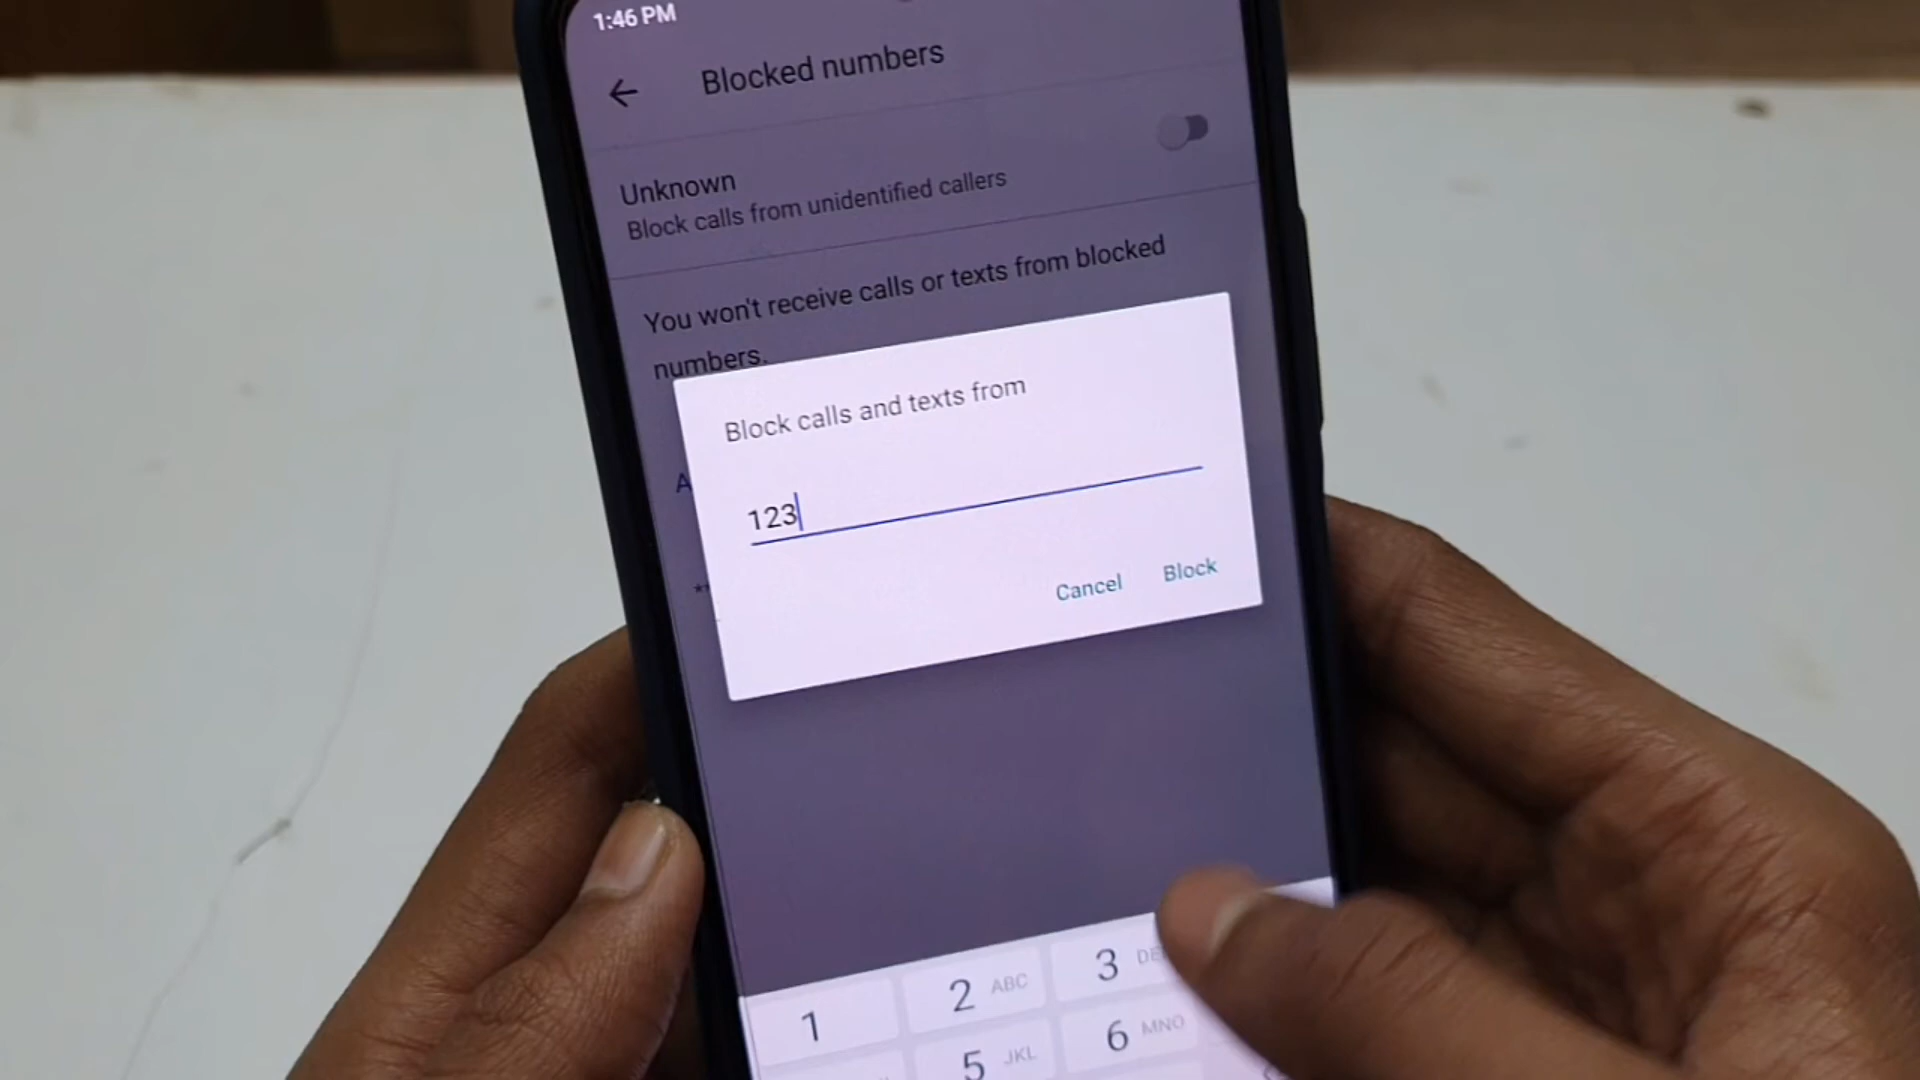 1:46 PM
Blocked numbers
Unknown
Block calls from unidentified callers
You won't receive calls or texts from blocked
numbers.
Block calls and texts from
A
123
**
Cancel Block
1 2 ABC 3 DE
5 JKL 6 MNO